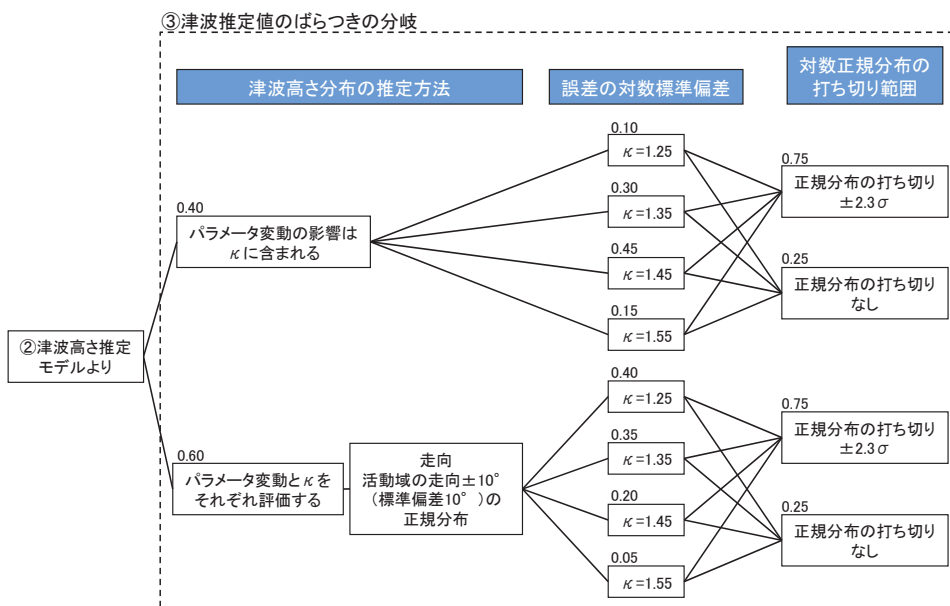 ③津波推定値のばらつきの分岐
津波高さ分布の推定方法
誤差の対数標準偏差
対数正規分布の
打ち切り範囲
②津波高さ推定
モデルより
0.40
パラメータ変動の影響は
κに含まれる
0.10
κ=1.25
0.30
κ=1.35
0.45
κ=1.45
0.15
κ=1.55
0.75
正規分布の打ち切り
±2.3σ
0.25
正規分布の打ち切り
なし
0.60
パラメータ変動とκを
それぞれ評価する
走向
活動域の走向±10°
(標準偏差10° )の
正規分布
0.40
κ=1.25
0.35
κ=1.35
0.20
κ=1.45
0.05
κ=1.55
0.75
正規分布の打ち切り
±2.3σ
0.25
正規分布の打ち切り
なし